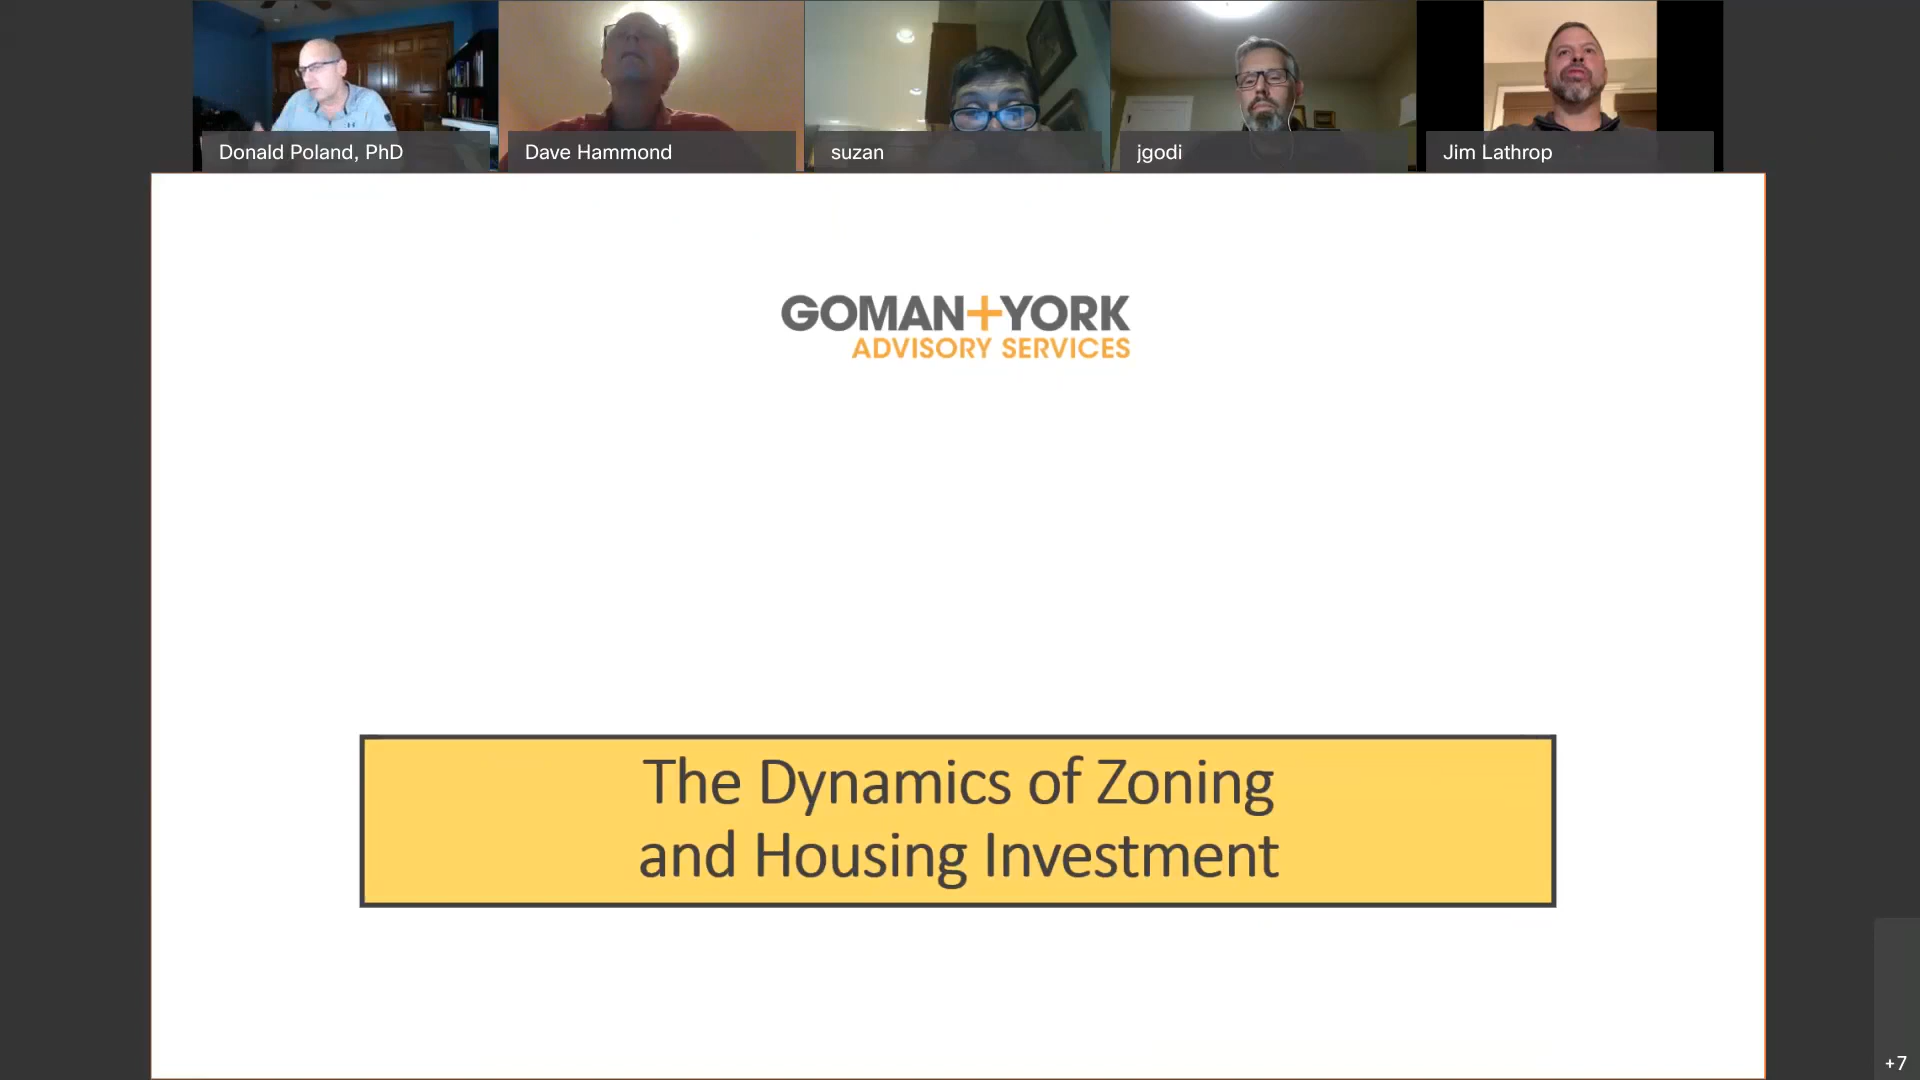 Donald Poland, PhD
Dave Hammond
suzan
jgodi
Jim Lathrop
GOMAN+YORK
ADVISORY SERVICES
The Dynamics of Zoning
and Housing Investment
+7